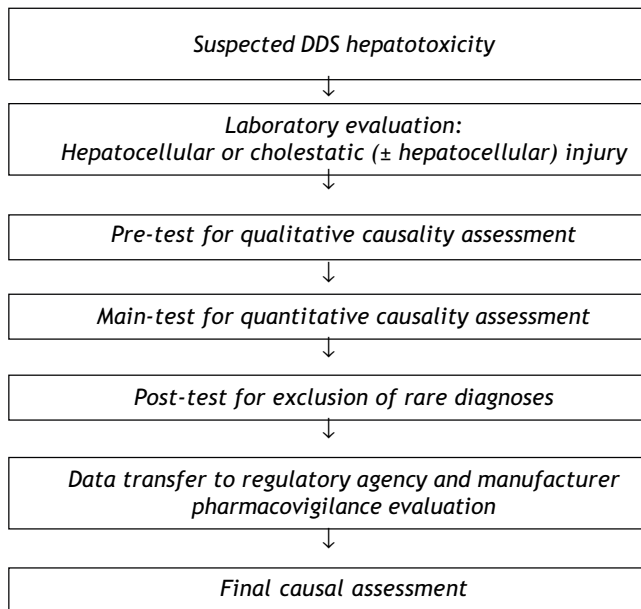 Suspected DDS hepatotoxicity
↓
Laboratory evaluation:
Hepatocellular or cholestatic (± hepatocellular) injury
↓
Pre-test for qualitative causality assessment
↓
Main-test for quantitative causality assessment
↓
Post-test for exclusion of rare diagnoses
↓
Data transfer to regulatory agency and manufacturer
pharmacovigilance evaluation
↓
Final causal assessment